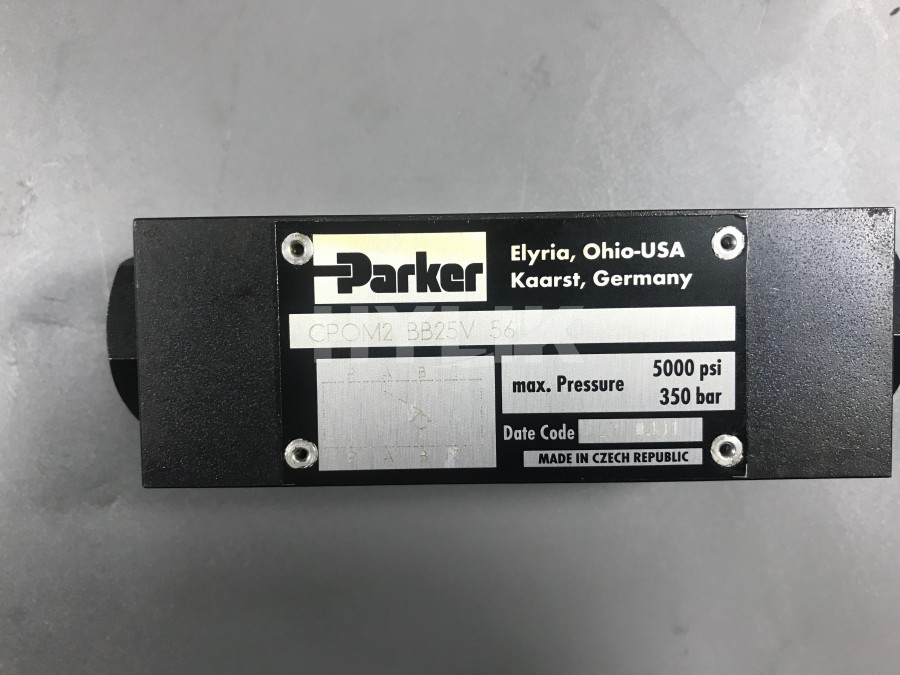 Parker
Elyria, Ohio-USA
Kaarst, Germany
CPOM2 BB25V 56
HYLIK
P A B T
max. Pressure 5000 psi
350 bar
Date Code
MADE IN CZECH REPUBLIC